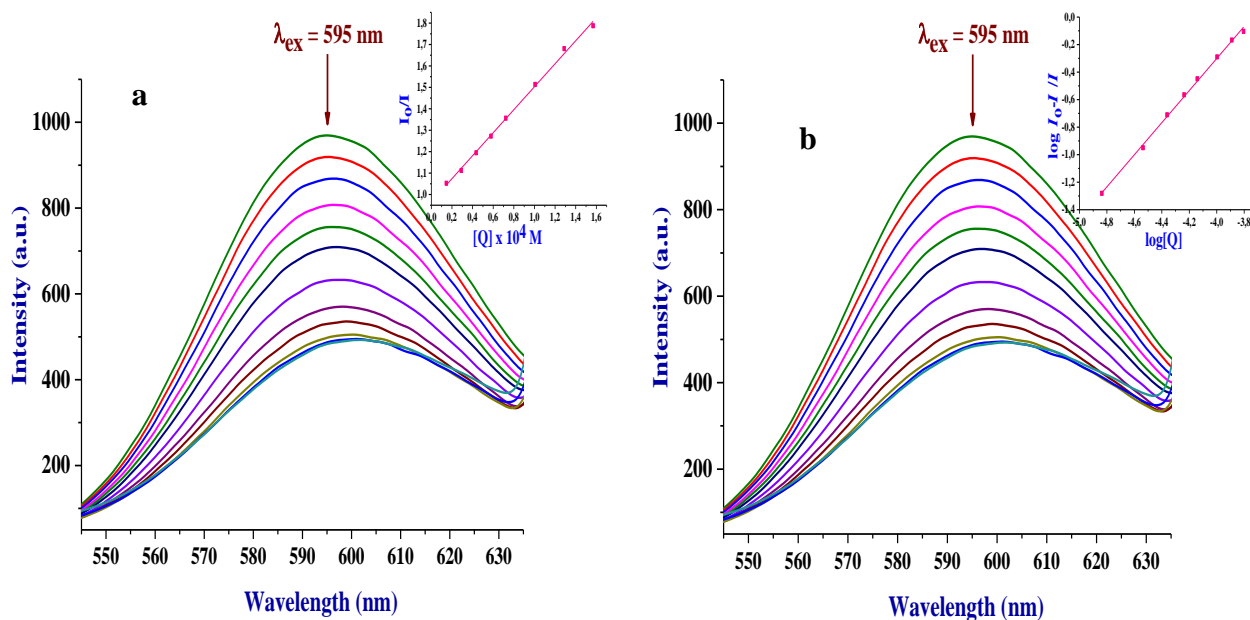 a
λex = 595 nm
Intensity (a.u.)
1000
800
600
400
200
550 560 570 580 590 600 610 620 630
Wavelength (nm)
Io/I
1,8
1,7
1,6
1,5
1,4
1,3
1,2
1,1
1,0
0,0 0,2 0,4 0,6 0,8 1,0 1,2 1,4 1,6
[Q] x 10⁴ M
b
λex = 595 nm
Intensity (a.u.)
1000
800
600
400
200
550 560 570 580 590 600 610 620 630
Wavelength (nm)
log Io-I /I
0,0
-0,2
-0,4
-0,6
-0,8
-1,0
-1,2
-1,4
-5,0 -4,8 -4,6 -4,4 -4,2 -4,0 -3,8
log[Q]